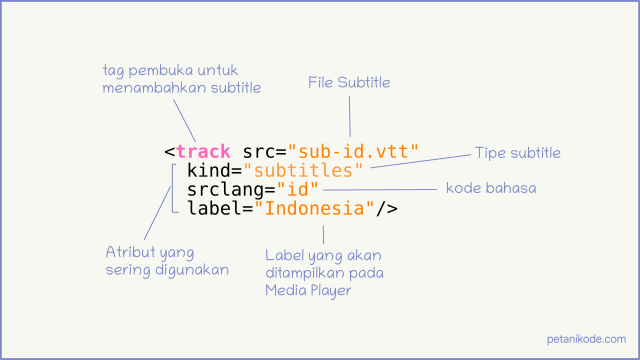 tag pembuka untuk
menambahkan subtitle
File Subtitle
<track src="sub-id.vtt"
kind="subtitles"
Tipe subtitle
srclang="id"
kode bahasa
label="Indonesia"/>
Atribut yang
sering digunakan
Label yang akan
ditampilkan pada
Media Player
petanikode.com